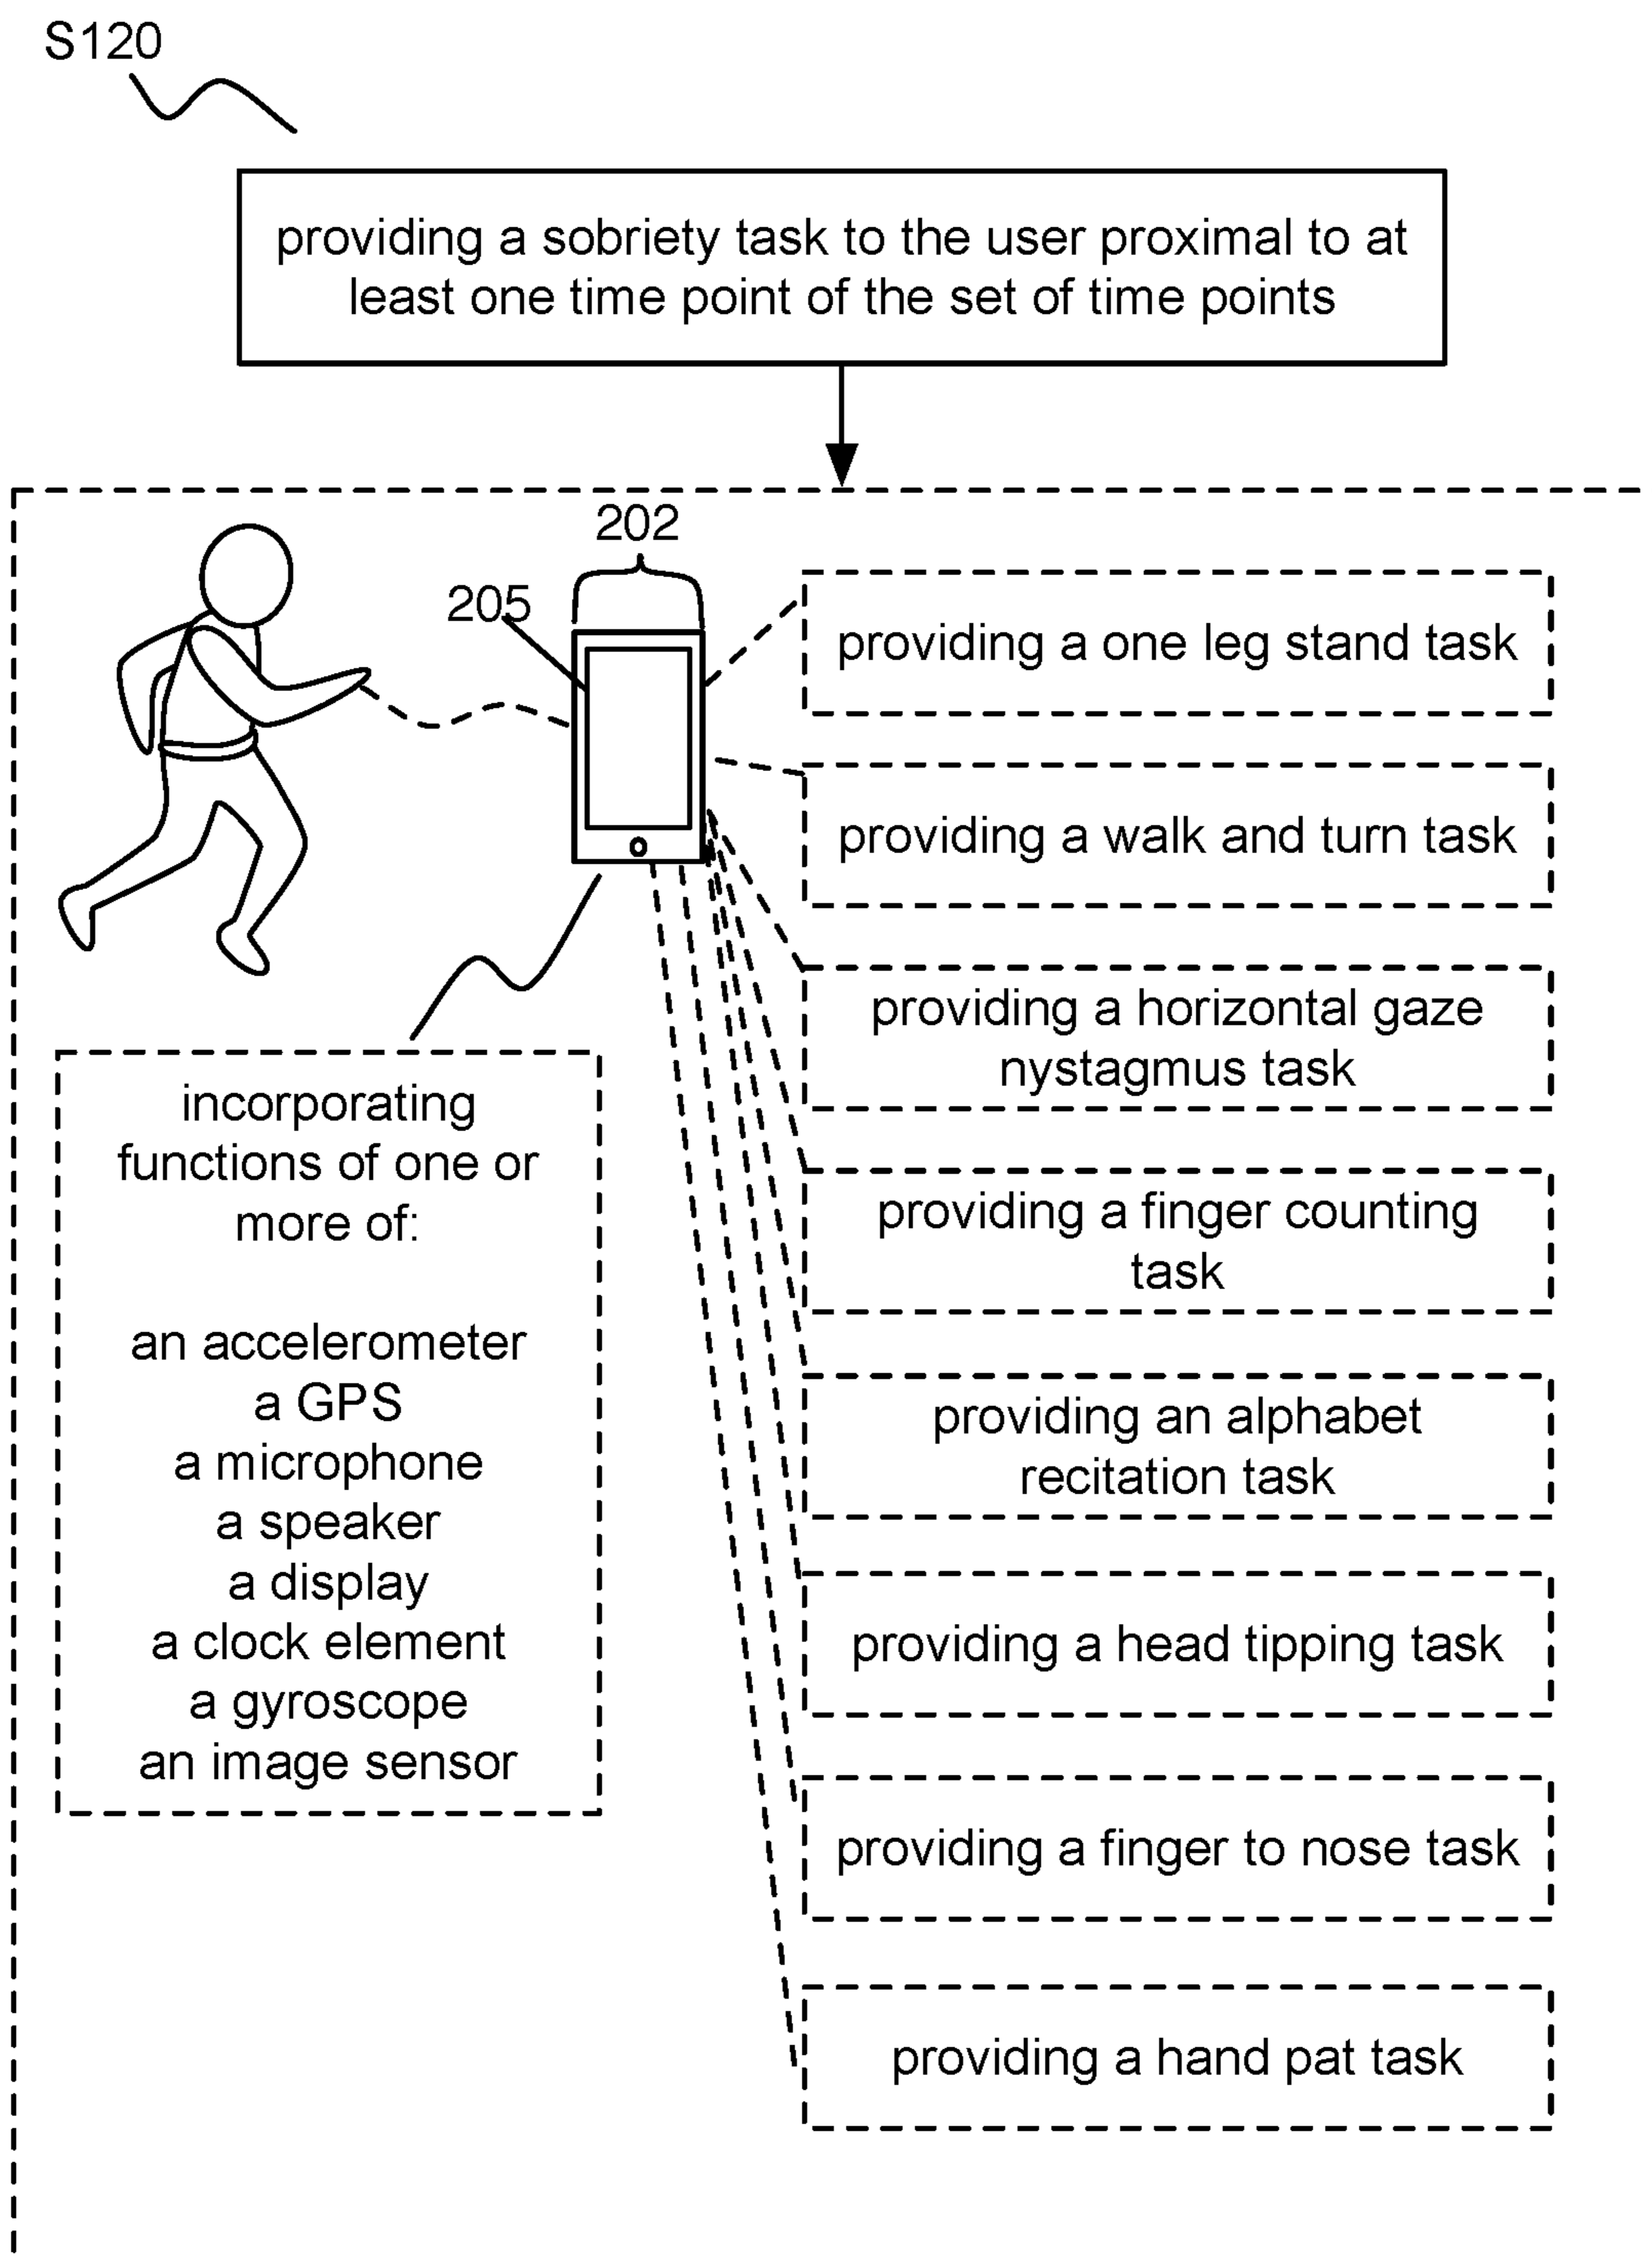 S120
providing a sobriety task to the user proximal to at
least one time point of the set of time points
202
205
providing a one leg stand task
providing a walk and turn task
providing a horizontal gaze
nystagmus task
providing a finger counting
task
providing an alphabet
recitation task
providing a head tipping task
providing a finger to nose task
providing a hand pat task
incorporating
functions of one or
more of:
an accelerometer
a GPS
a microphone
a speaker
a display
a clock element
a gyroscope
an image sensor